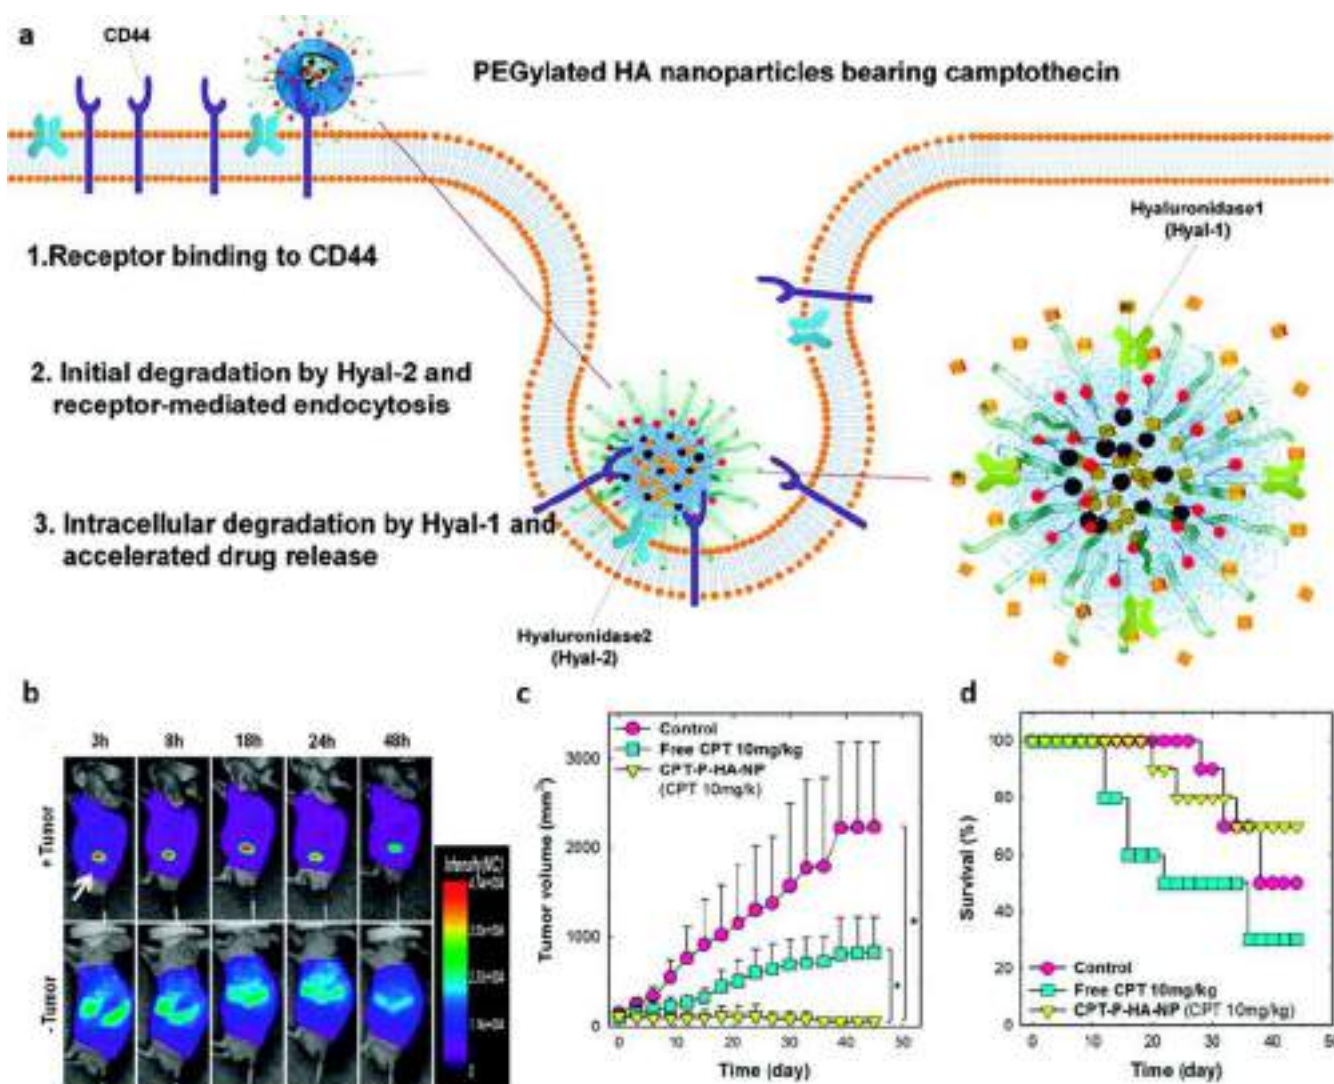 a
CD44
PEGylated HA nanoparticles bearing camptothecin
Hyaluronidase1
(Hyal-1)
1.Receptor binding to CD44
2. Initial degradation by Hyal-2 and
receptor-mediated endocytosis
3. Intracellular degradation by Hyal-1 and
accelerated drug release
Hyaluronidase2
(Hyal-2)
b
3h 8h 18h 24h 48h
+ Tumor
- Tumor
0
c
Control
Free CPT 10mg/kg
CPT-P-HA-NP
(CPT 10mg/k)
Tumor volume (mm³)
3000
2000
1000
0
*
*
0 10 20 30 40 50
Time (day)
d
Survival (%)
100
80
60
40
20
0
Control
Free CPT 10mg/kg
CPT-P-HA-NP (CPT 10mg/kg)
0 10 20 30 40 50
Time (day)